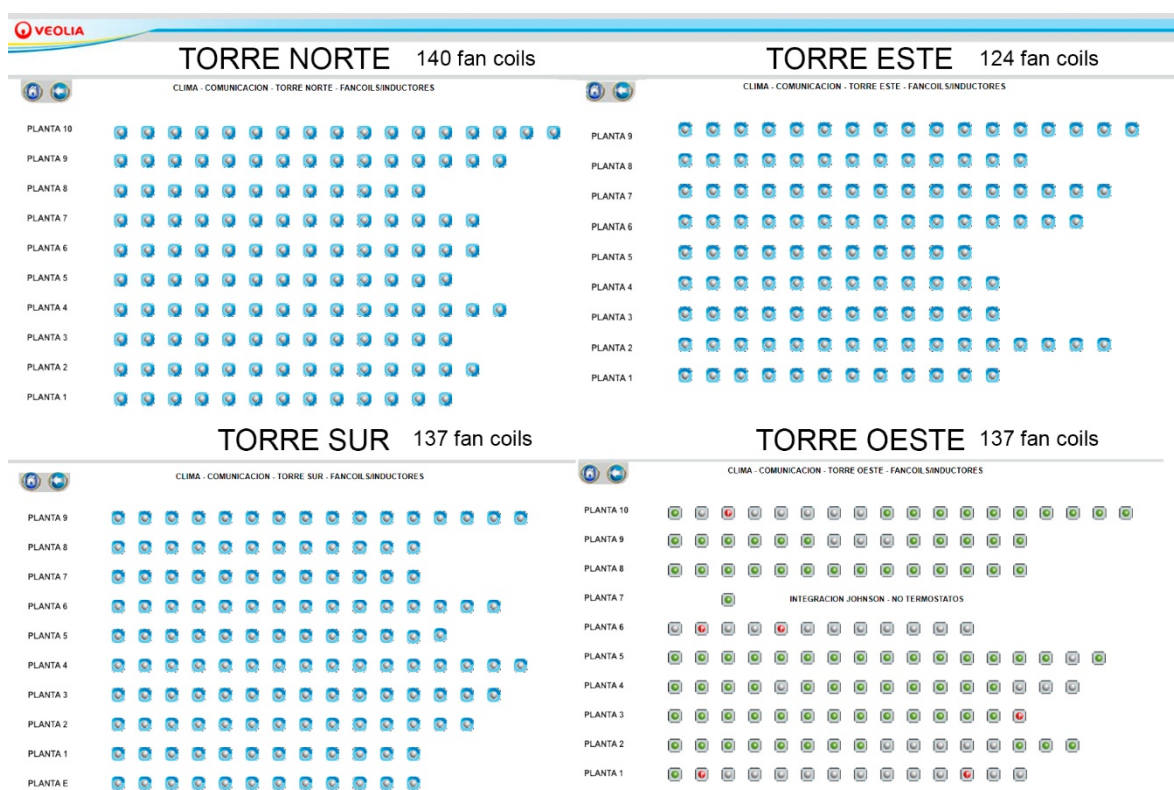 VEOLIA
TORRE NORTE 140 fan coils
CLIMA - COMUNICACION - TORRE NORTE - FANCOILS/INDUCTORES
PLANTA 10
PLANTA 9
PLANTA 8
PLANTA 7
PLANTA 6
PLANTA 5
PLANTA 4
PLANTA 3
PLANTA 2
PLANTA 1
TORRE ESTE 124 fan coils
CLIMA - COMUNICACION - TORRE ESTE - FANCOILS/INDUCTORES
PLANTA 9
PLANTA 8
PLANTA 7
PLANTA 6
PLANTA 5
PLANTA 4
PLANTA 3
PLANTA 2
PLANTA 1
TORRE SUR 137 fan coils
CLIMA - COMUNICACION - TORRE SUR - FANCOILS/INDUCTORES
PLANTA 9
PLANTA 8
PLANTA 7
PLANTA 6
PLANTA 5
PLANTA 4
PLANTA 3
PLANTA 2
PLANTA 1
PLANTA E
TORRE OESTE 137 fan coils
CLIMA - COMUNICACION - TORRE OESTE - FANCOILS/INDUCTORES
PLANTA 10
PLANTA 9
PLANTA 8
PLANTA 7
INTEGRACION JOHNSON - NO TERMOSTATOS
PLANTA 6
PLANTA 5
PLANTA 4
PLANTA 3
PLANTA 2
PLANTA 1